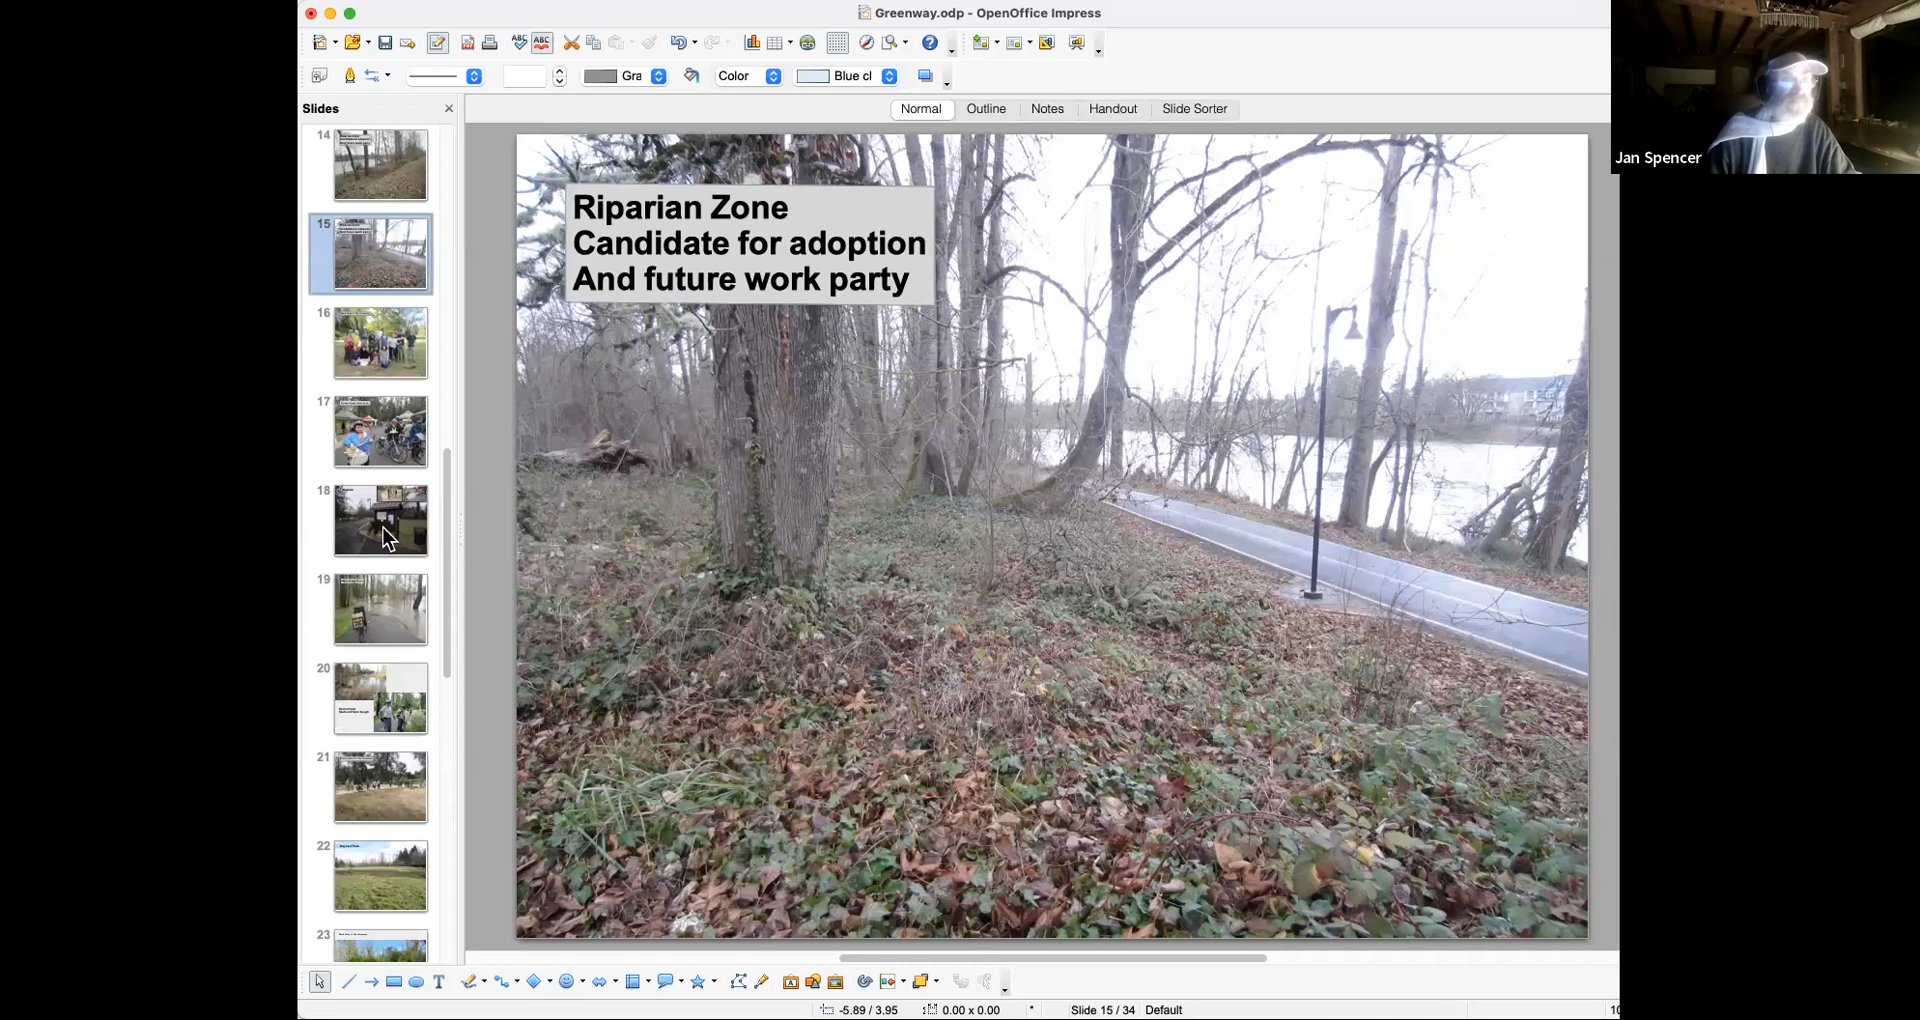 Greenway.odp - OpenOffice Impress
Gra
Color
Blue cl
Slides
Normal
Outline
Notes
Handout
Slide Sorter
Jan Spencer
14
15
16
17
18
19
20
21
22
23
Riparian Zone
Candidate for adoption
And future work party
-5.89 / 3.95
0.00 x 0.00
*
Slide 15 / 34
Default